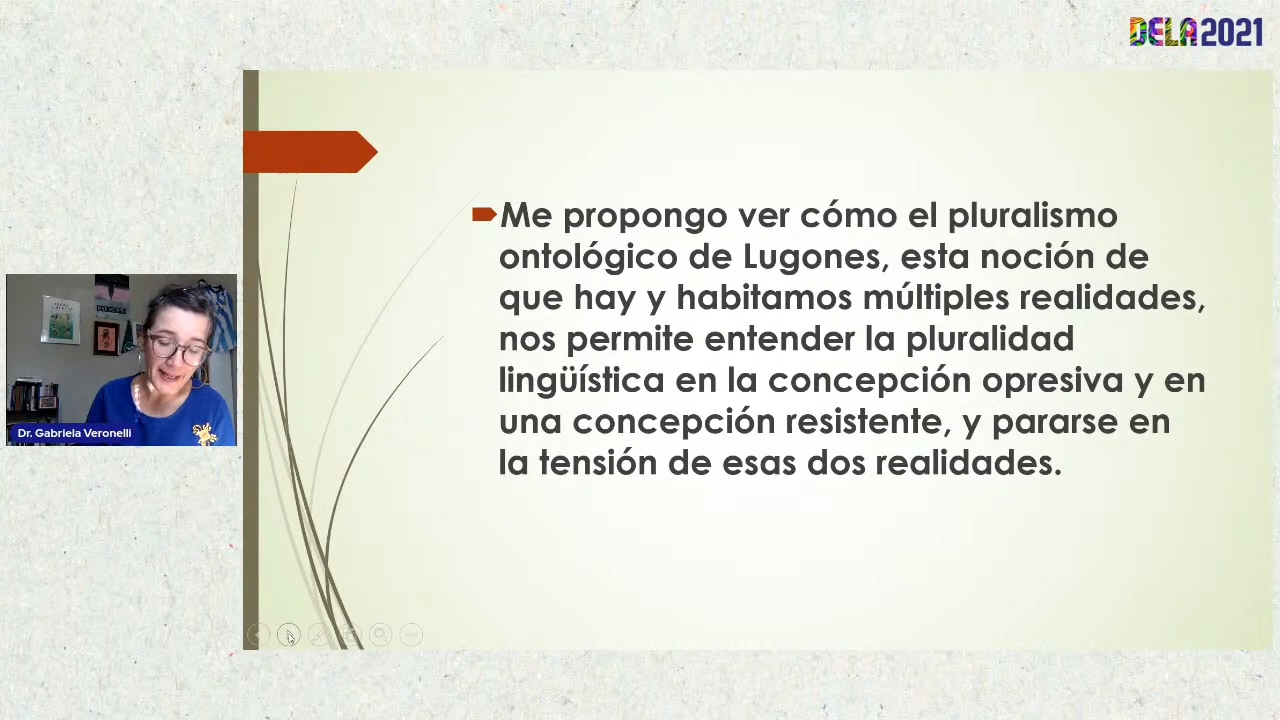 DELA 2021
Me propongo ver cómo el pluralismo
ontológico de Lugones, esta noción de
que hay y habitamos múltiples realidades,
nos permite entender la pluralidad
lingüística en la concepción opresiva y en
una concepción resistente, y pararse en
la tensión de esas dos realidades.
Dr. Gabriela Veronelli